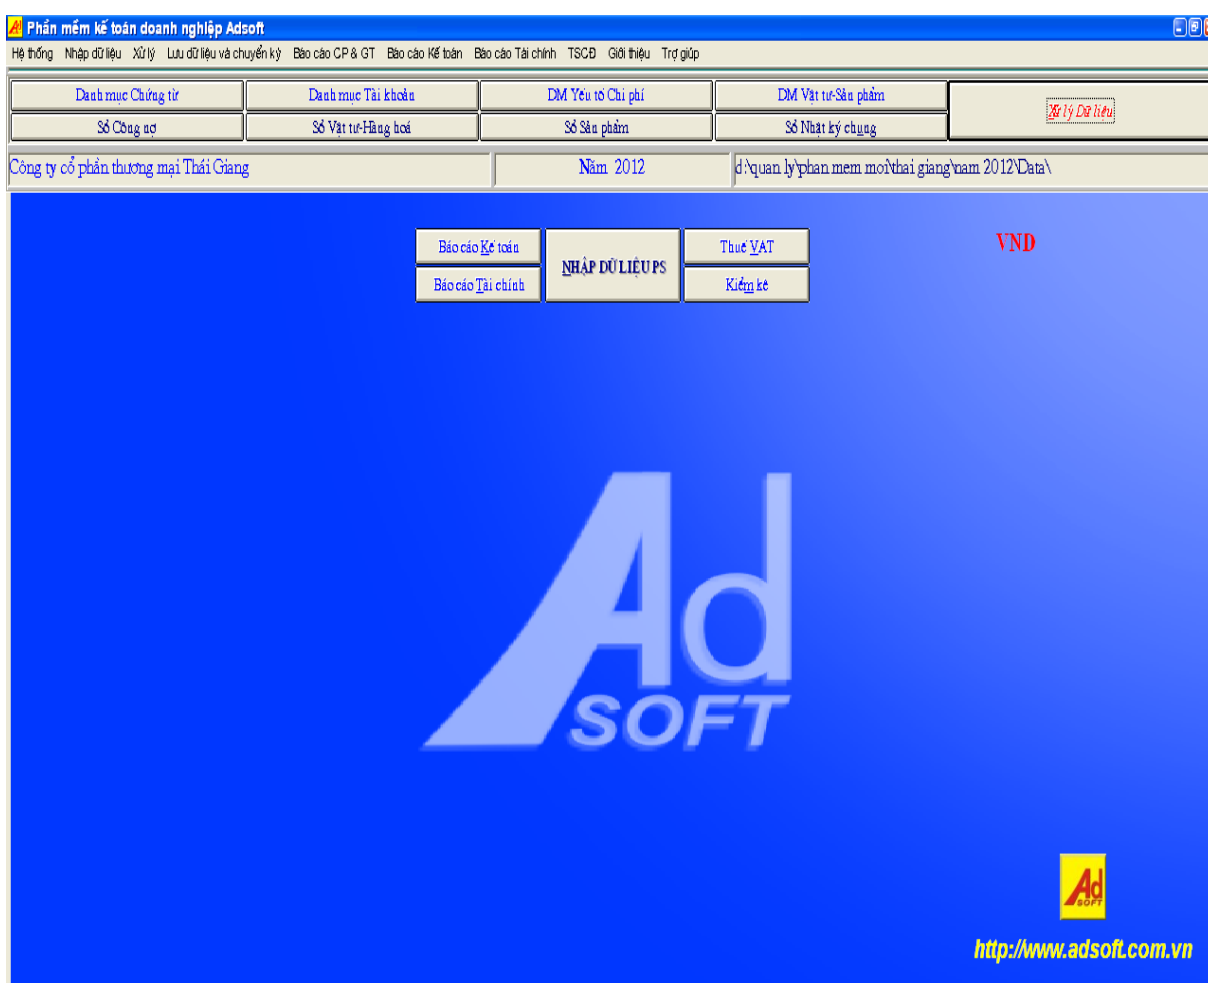 Phần mềm kế toán doanh nghiệp Adsoft
Hệ thống Nhập dữ liệu Xử lý Lưu dữ liệu và chuyển kỳ Báo cáo CP & GT Báo cáo Kế toán Báo cáo Tài chính TSCĐ Giới thiệu Trợ giúp
Danh mục Chứng từ Danh mục Tài khoản DM Yếu tố Chi phí DM Vật tư-Sản phẩm Xử lý Dữ liệu
Sổ Công nợ Sổ Vật tư-Hàng hoá Sổ Sản phẩm Sổ Nhật ký chung
Công ty cổ phần thương mại Thái Giang Năm 2012 d:\quan ly\phan mem moi\thai giang\nam 2012\Data\
Báo cáo Kế toán NHẬP DỮ LIỆU PS Thuế VAT VND
Báo cáo Tài chính Kiểm kê
Ad
SOFT
Ad
SOFT
http://www.adsoft.com.vn